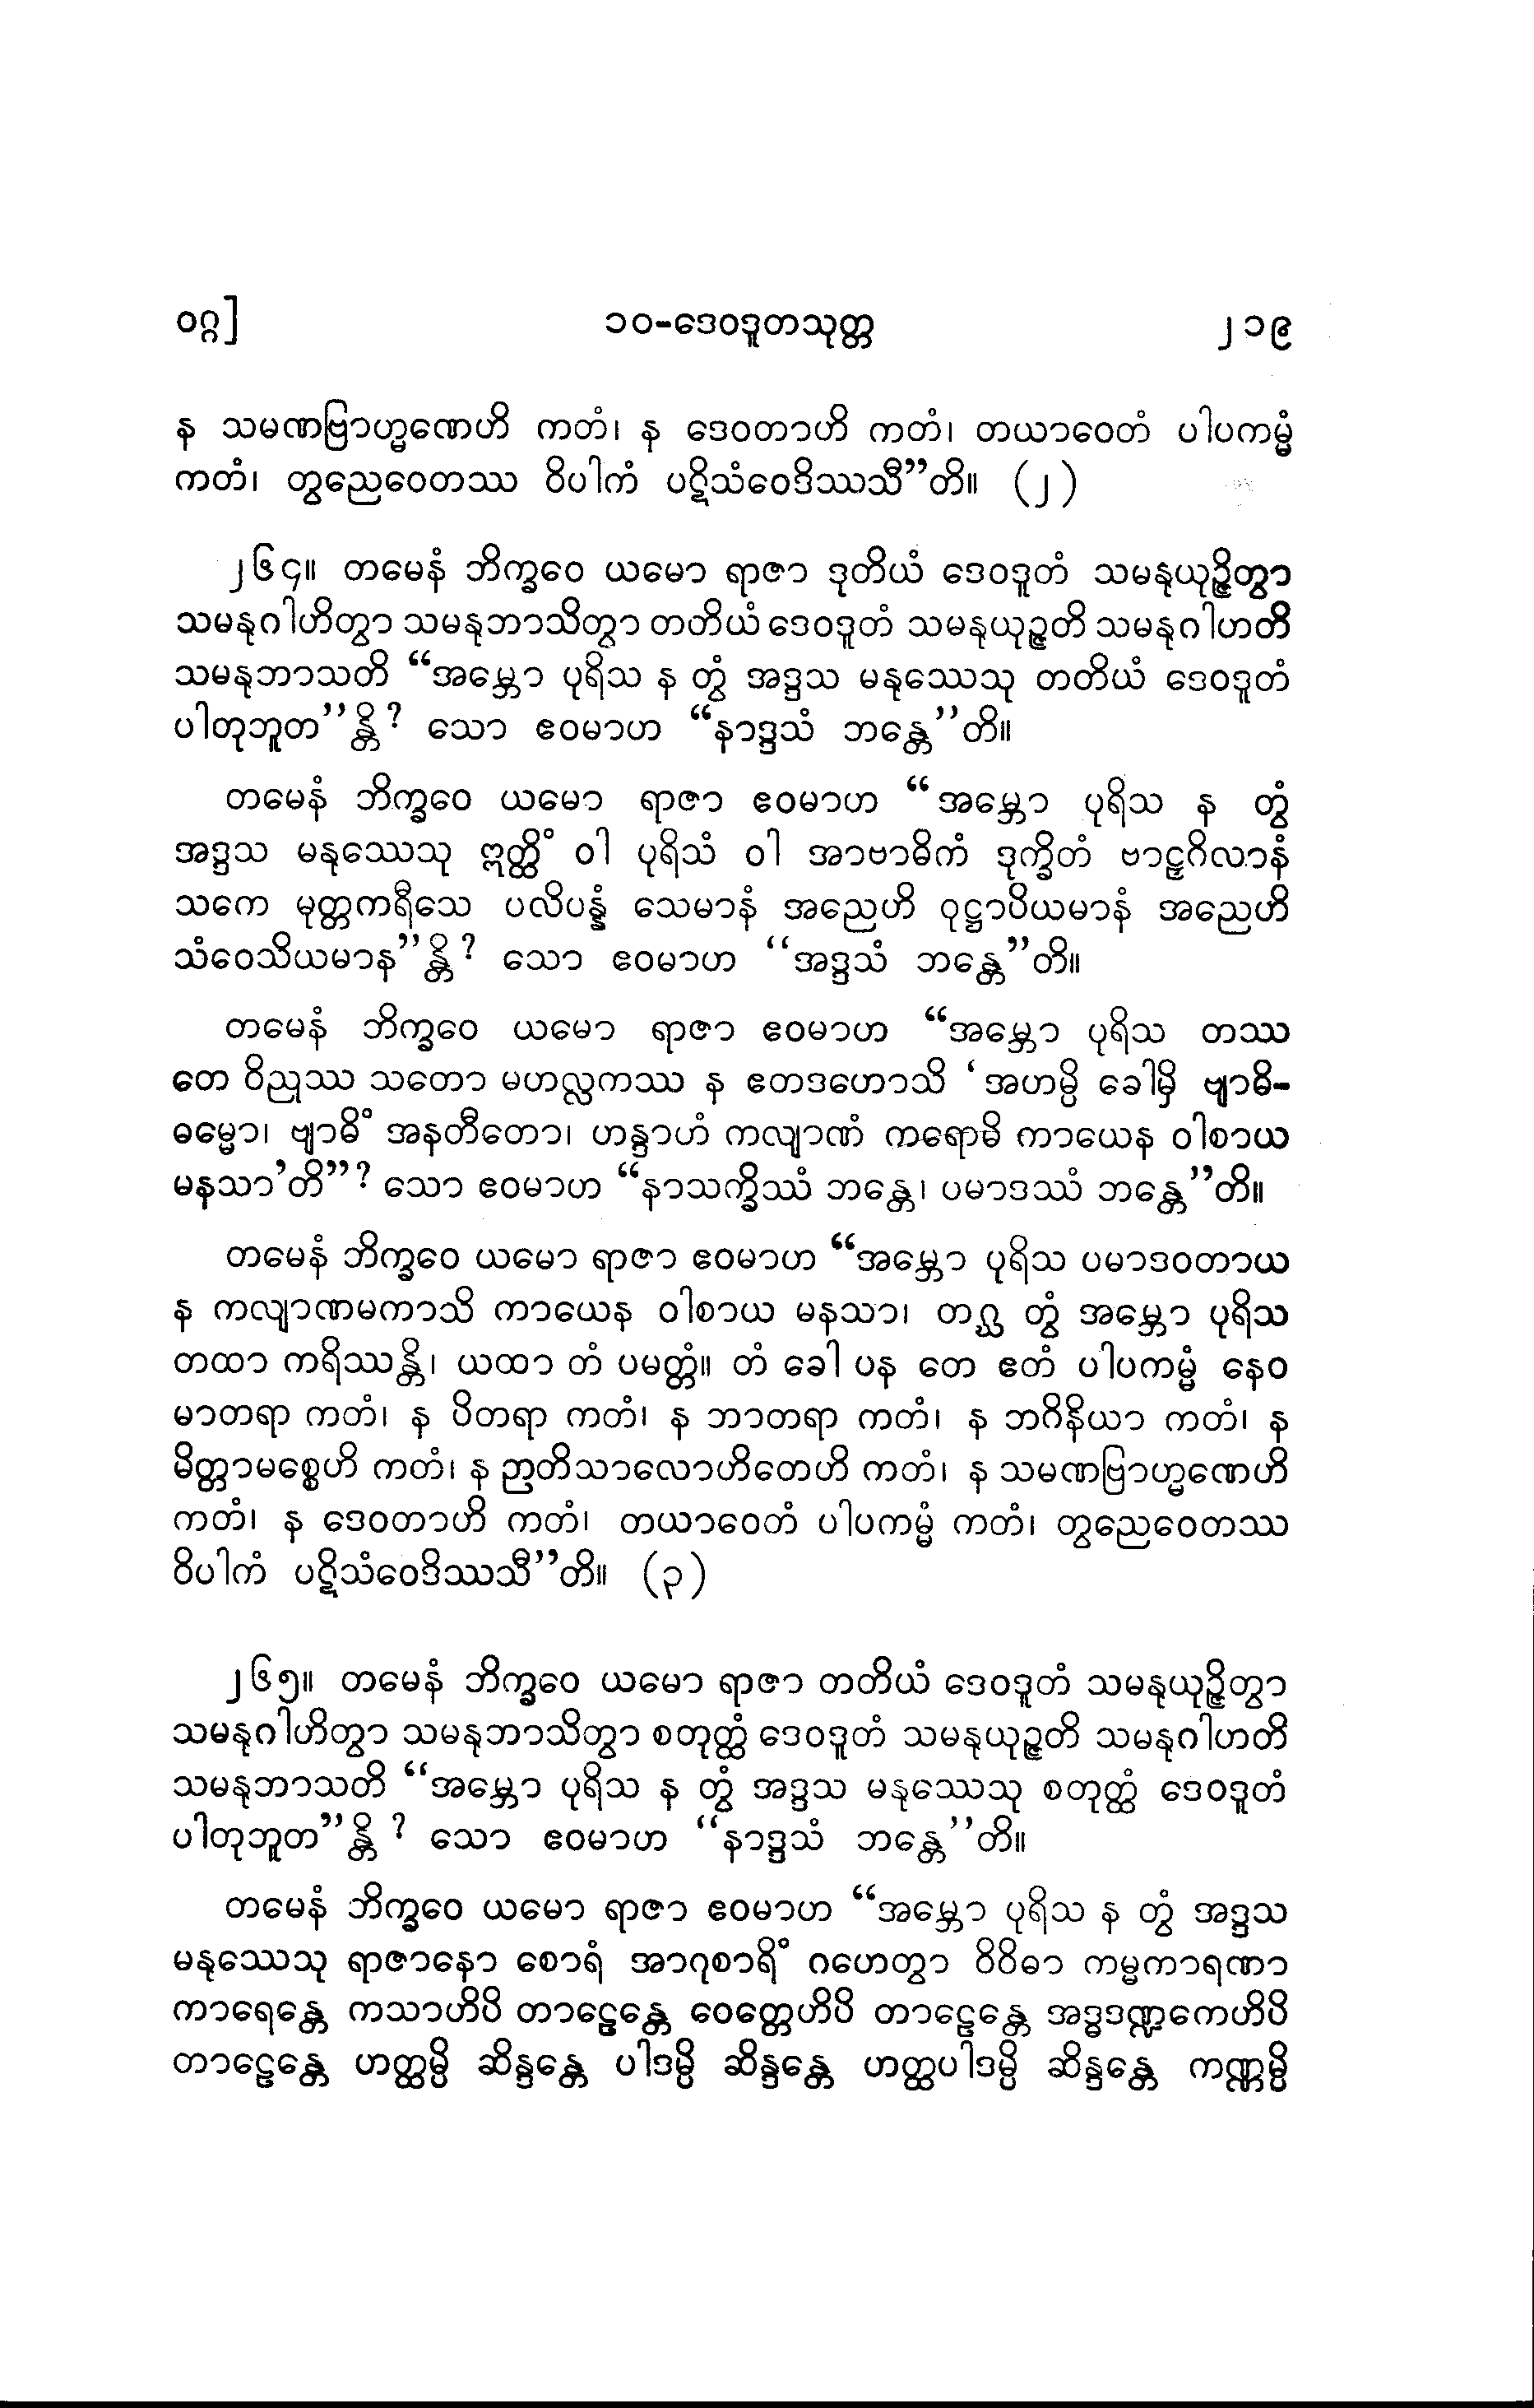 ဝဂ္ဂ] ၁၀-ဒေဝဒူတသုတ္တ ၂၁၉
န သမဏဗြာဟ္မဏေဟိ ကတံ၊ န ဒေဝတာဟိ ကတံ၊ တယာဝေတံ ပါပကမ္မံ
ကတံ၊ တွညေဝေတဿ ဝိပါကံ ပဋိသံဝေဒိဿသီ”တိ။ (၂)
၂၆၄။ တမေနံ ဘိက္ခဝေ ယမော ရာဇာ ဒုတိယံ ဒေဝဒူတံ သမနုယုဉ္ဇိတွာ
သမနုဂါဟိတွာ သမနုဘာသိတွာ တတိယံ ဒေဝဒူတံ သမနုယုဉ္ဇတိ သမနုဂါဟတိ
သမနုဘာသတိ “အမ္ဘော ပုရိသ န တွံ အဒ္ဒသ မနုဿေသု တတိယံ ဒေဝဒူတံ
ပါတုဘူတ”န္တိ? သော ဧဝမာဟ “နာဒ္ဒသံ ဘန္တေ”တိ။
တမေနံ ဘိက္ခဝေ ယမော ရာဇာ ဧဝမာဟ “အမ္ဘော ပုရိသ န တွံ
အဒ္ဒသ မနုဿေသု ဣတ္ထိံ ဝါ ပုရိသံ ဝါ အာဗာဓိကံ ဒုက္ခိတံ ဗာဠှဂိလာနံ
သကေ မုတ္တကရီသေ ပလိပန္နံ သေမာနံ အညေဟိ ဝုဋ္ဌာပိယမာနံ အညေဟိ
သံဝေသိယမာန”န္တိ? သော ဧဝမာဟ “အဒ္ဒသံ ဘန္တေ”တိ။
တမေနံ ဘိက္ခဝေ ယမော ရာဇာ ဧဝမာဟ “အမ္ဘော ပုရိသ တဿ
တေ ဝိညုဿ သတော မဟလ္လကဿ န ဧတဒဟောသိ ‘အဟမ္ပိ ခေါမှိ ဗျာဓိ-
ဓမ္မော၊ ဗျာဓိံ အနတီတော၊ ဟန္ဒာဟံ ကလျာဏံ ကရောမိ ကာယေန ဝါစာယ
မနသာ’တိ”? သော ဧဝမာဟ “နာသက္ခိဿံ ဘန္တေ၊ ပမာဒဿံ ဘန္တေ”တိ။
တမေနံ ဘိက္ခဝေ ယမော ရာဇာ ဧဝမာဟ “အမ္ဘော ပုရိသ ပမာဒဝတာယ
န ကလျာဏမကာသိ ကာယေန ဝါစာယ မနသာ၊ တဂ္ဃ တွံ အမ္ဘော ပုရိသ
တထာ ကရိဿန္တိ၊ ယထာ တံ ပမတ္တံ။ တံ ခေါ ပန တေ ဧတံ ပါပကမ္မံ နေဝ
မာတရာ ကတံ၊ န ပိတရာ ကတံ၊ န ဘာတရာ ကတံ၊ န ဘဂိနိယာ ကတံ၊ န
မိတ္တာမစ္စေဟိ ကတံ၊ န ဉာတိသာလောဟိတေဟိ ကတံ၊ န သမဏဗြာဟ္မဏေဟိ
ကတံ၊ န ဒေဝတာဟိ ကတံ၊ တယာဝေတံ ပါပကမ္မံ ကတံ၊ တွညေဝေတဿ
ဝိပါကံ ပဋိသံဝေဒိဿသီ”တိ။ (၃)
၂၆၅။ တမေနံ ဘိက္ခဝေ ယမော ရာဇာ တတိယံ ဒေဝဒူတံ သမနုယုဉ္ဇိတွာ
သမနုဂါဟိတွာ သမနုဘာသိတွာ စတုတ္ထံ ဒေဝဒူတံ သမနုယုဉ္ဇတိ သမနုဂါဟတိ
သမနုဘာသတိ “အမ္ဘော ပုရိသ န တွံ အဒ္ဒသ မနုဿေသု စတုတ္ထံ ဒေဝဒူတံ
ပါတုဘူတ”န္တိ? သော ဧဝမာဟ “နာဒ္ဒသံ ဘန္တေ”တိ။
တမေနံ ဘိက္ခဝေ ယမော ရာဇာ ဧဝမာဟ “အမ္ဘော ပုရိသ န တွံ အဒ္ဒသ
မနုဿေသု ရာဇာနော စောရံ အာဂုစာရိံ ဂဟေတွာ ဝိဝိဓာ ကမ္မကာရဏာ
ကာရေန္တေ ကသာဟိပိ တာဠေန္တေ ဝေတ္တေဟိပိ တာဠေန္တေ အဒ္ဓဒဏ္ဍကေဟိပိ
တာဠေန္တေ ဟတ္ထမ္ပိ ဆိန္ဒန္တေ ပါဒမ္ပိ ဆိန္ဒန္တေ ဟတ္ထပါဒမ္ပိ ဆိန္ဒန္တေ ကဏ္ဏမ္ပိ